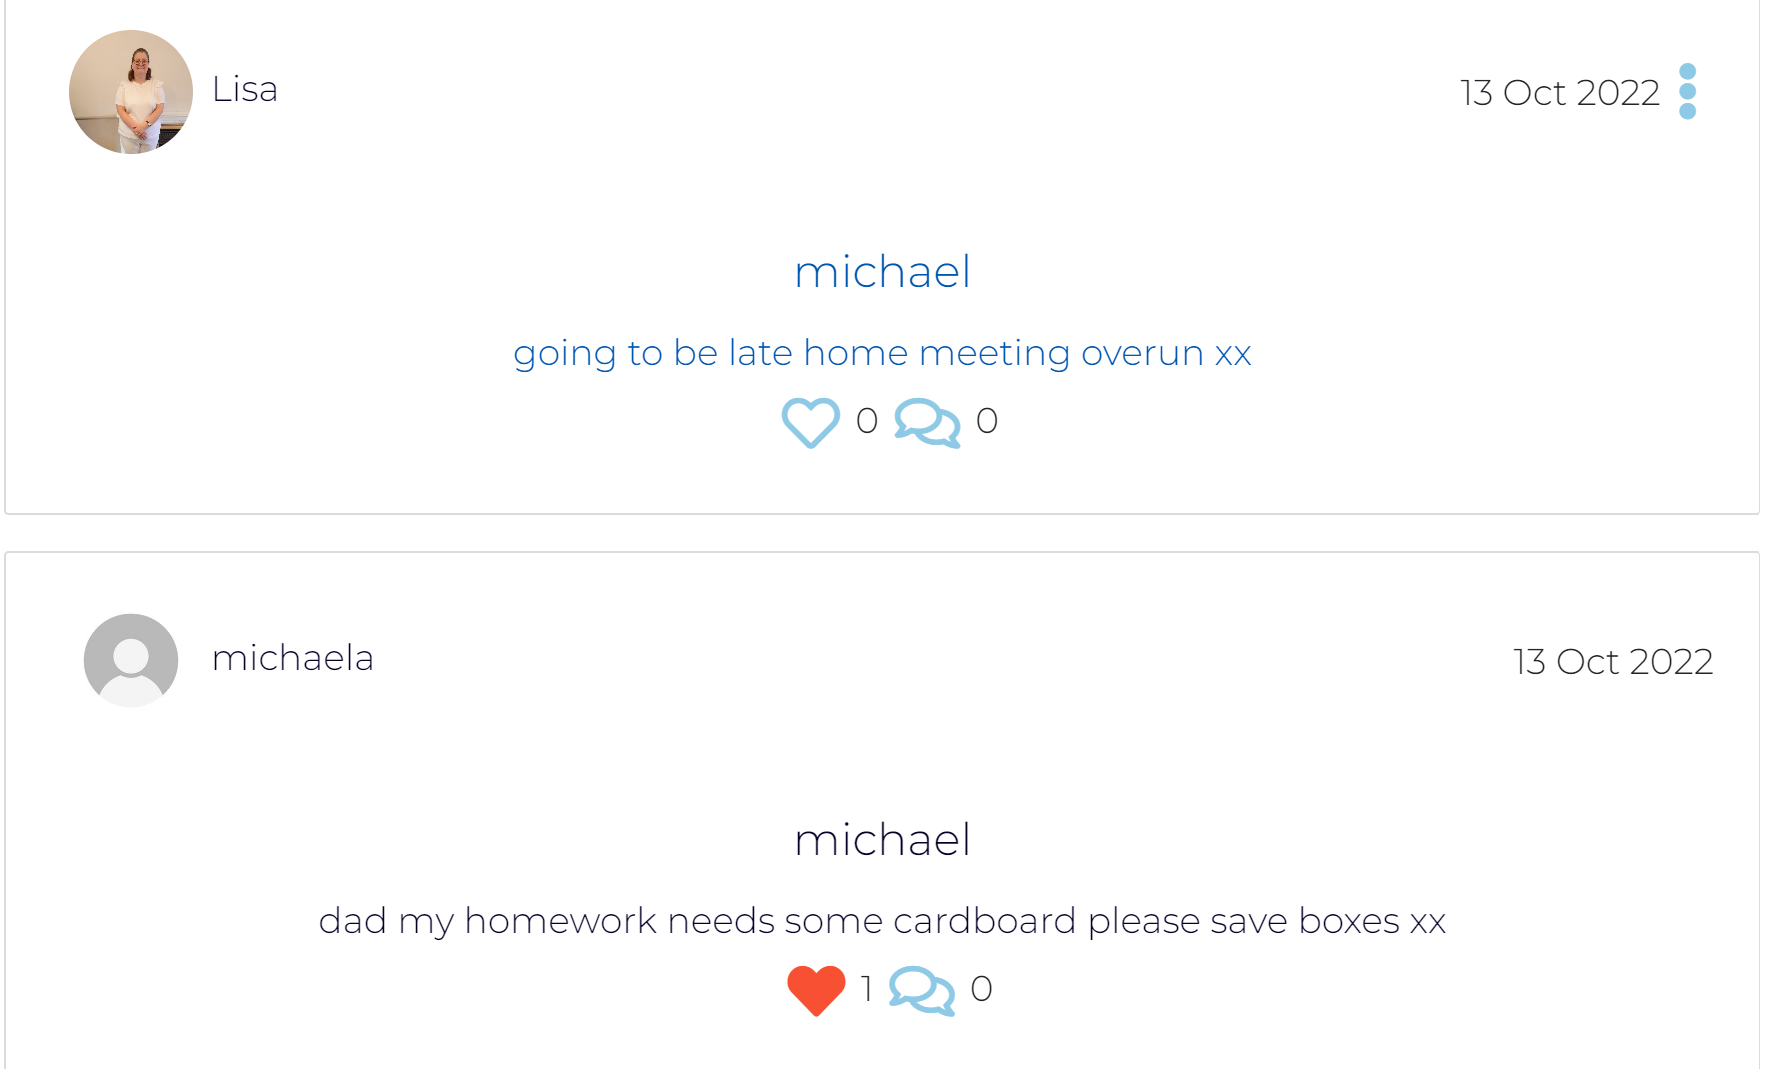 Lisa
13 Oct 2022
michael
going to be late home meeting overun xx
0 0
michaela
13 Oct 2022
michael
dad my homework needs some cardboard please save boxes xx
1 0